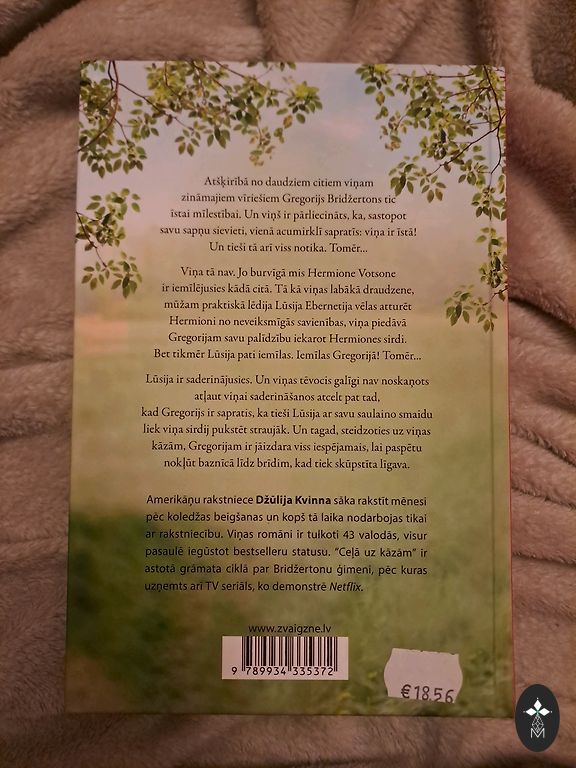 Atšķirībā no daudziem citiem viņam
zināmajiem vīriešiem Gregorijs Bridžertons tic
īstai mīlestībai. Un viņš ir pārliecināts, ka, sastopot
savu sapņu sievieti, vienā acumirklī sapratīs: viņa ir īstā!
Un tieši tā arī viss notika. Tomēr...
Viņa tā nav. Jo burvīgā mis Hermione Votsone
ir iemīlējusies kādā citā. Tā kā viņas labākā draudzene,
mūžam praktiskā lēdija Lūsija Ebernetija vēlas atturēt
Hermioni no neveiksmīgās savienības, viņa piedāvā
Gregorijam savu palīdzību iekarot Hermiones sirdi.
Bet tikmēr Lūsija pati iemīlas. Iemīlas Gregorijā! Tomēr...
Lūsija ir saderinājusies. Un viņas tēvocis galīgi nav noskaņots
atļaut viņai saderināšanos atcelt pat tad,
kad Gregorijs ir sapratis, ka tieši Lūsija ar savu saulaino smaidu
liek viņa sirdij pukstēt straujāk. Un tagad, steidzoties uz viņas
kāzām, Gregorijam ir jāizdara viss iespējamais, lai paspētu
nokļūt baznīcā līdz brīdim, kad tiek skūpstīta līgava.
Amerikāņu rakstniece Džūlija Kvinna sāka rakstīt mēnesi
pēc koledžas beigšanas un kopš tā laika nodarbojas tikai
ar rakstniecību. Viņas romāni ir tulkoti 43 valodās, visur
pasaulē iegūstot bestselleru statusu. "Ceļā uz kāzām" ir
astotā grāmata ciklā par Bridžertonu ģimeni, pēc kuras
uzņemts arī TV seriāls, ko demonstrē Netflix.
www.zvaigzne.lv
9 789934 335372
€18.56
M